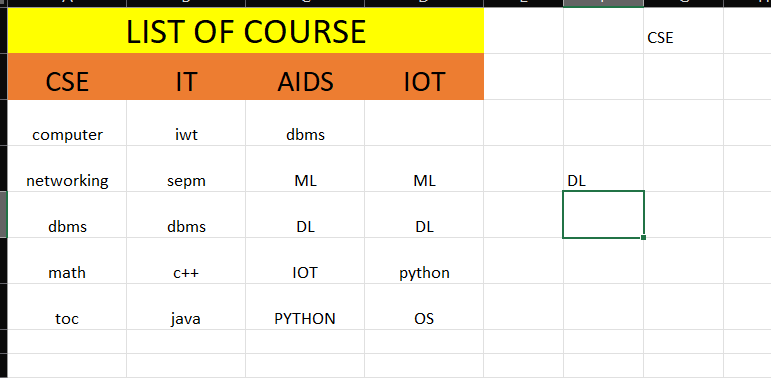 LIST OF COURSE
CSE
CSE IT AIDS IOT
computer iwt dbms
networking sepm ML ML DL
dbms dbms DL DL
math c++ IOT python
toc java PYTHON OS